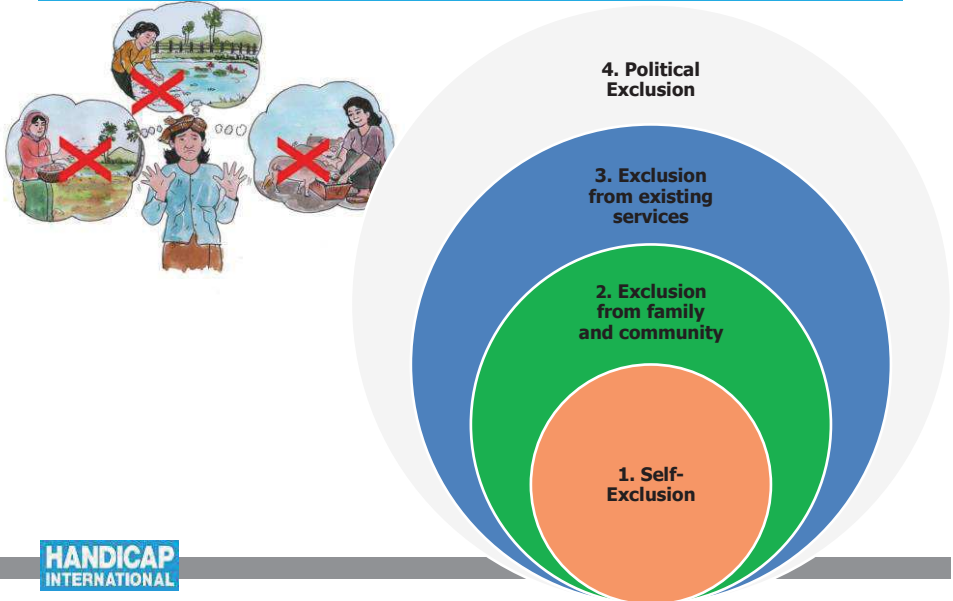 4. Political
Exclusion
3. Exclusion
from existing
services
2. Exclusion
from family
and community
1. Self-
Exclusion
HANDICAP
INTERNATIONAL